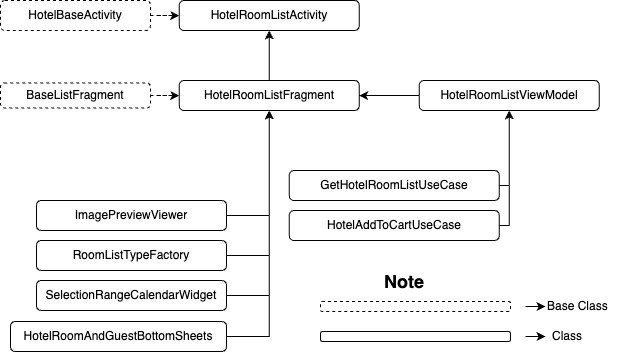 HotelBaseActivity
HotelRoomListActivity
BaseListFragment
HotelRoomListFragment
HotelRoomListViewModel
GetHotelRoomListUseCase
HotelAddToCartUseCase
ImagePreviewViewer
RoomListTypeFactory
SelectionRangeCalendarWidget
HotelRoomAndGuestBottomSheets
Note
Base Class
Class